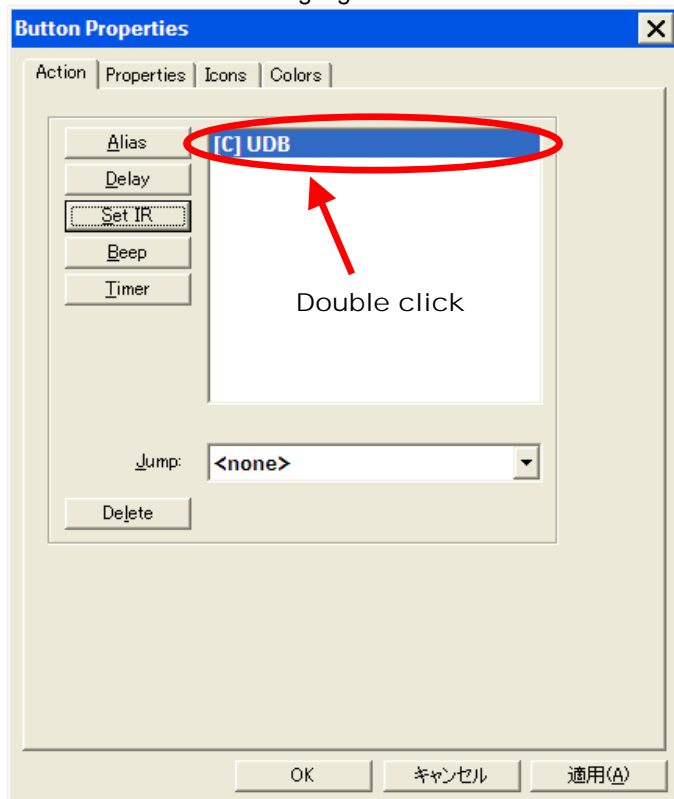 Button Properties
Action Properties Icons Colors
Alias
[C] UDB
Delay
Set IR
Beep
Timer
Double click
Jump: <none>
Delete
OK キャンセル 適用(A)